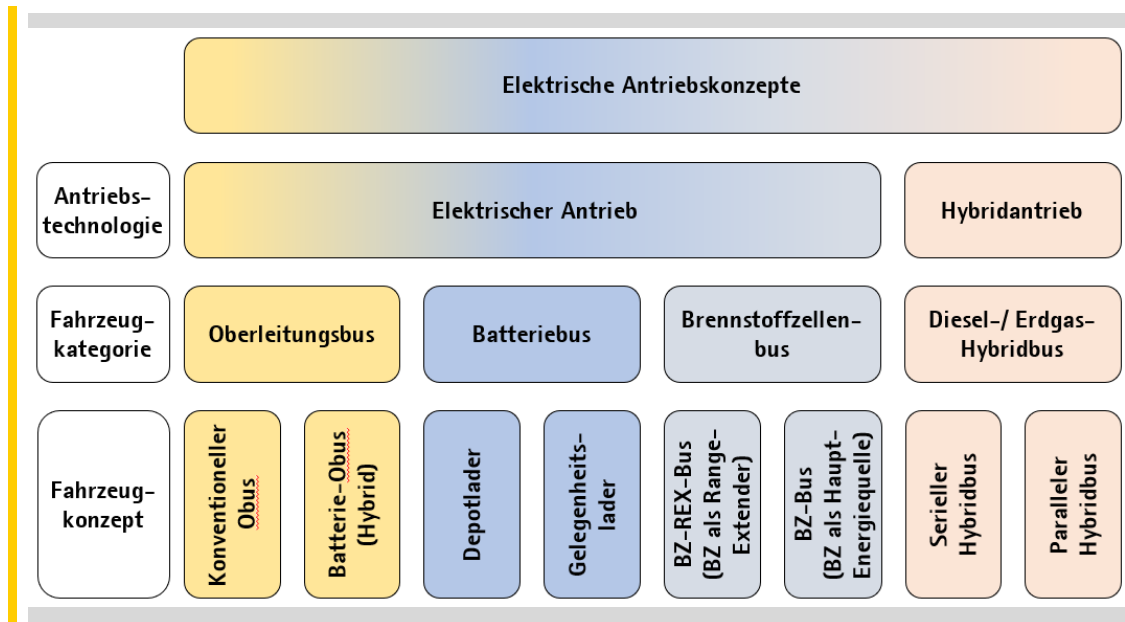 Elektrische Antriebskonzepte
Antriebs-
technologie
Elektrischer Antrieb
Hybridantrieb
Fahrzeug-
kategorie
Oberleitungsbus
Batteriebus
Brennstoffzellen-
bus
Diesel-/ Erdgas-
Hybridbus
Fahrzeug-
konzept
Konventioneller
Obus
Batterie-Obus
(Hybrid)
Depotlader
Gelegenheits-
lader
BZ-REX-Bus
(BZ als Range-
Extender)
BZ-Bus
(BZ als Haupt-
Energiequelle)
Serieller
Hybridbus
Paralleler
Hybridbus